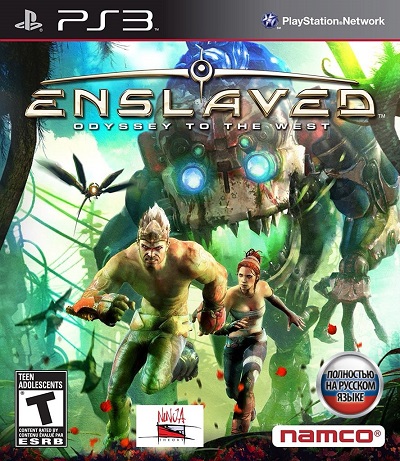 PS3
PlayStation®Network
ENSLAVED™
ODYSSEY TO THE WEST
TEEN
ADOLESCENTS
T
CONTENT RATED BY
CONTENU ÉVALUÉ PAR
ESRB
NINJA
THEORY
ПОЛНОСТЬЮ
НА РУССКОМ
ЯЗЫКЕ
namco®